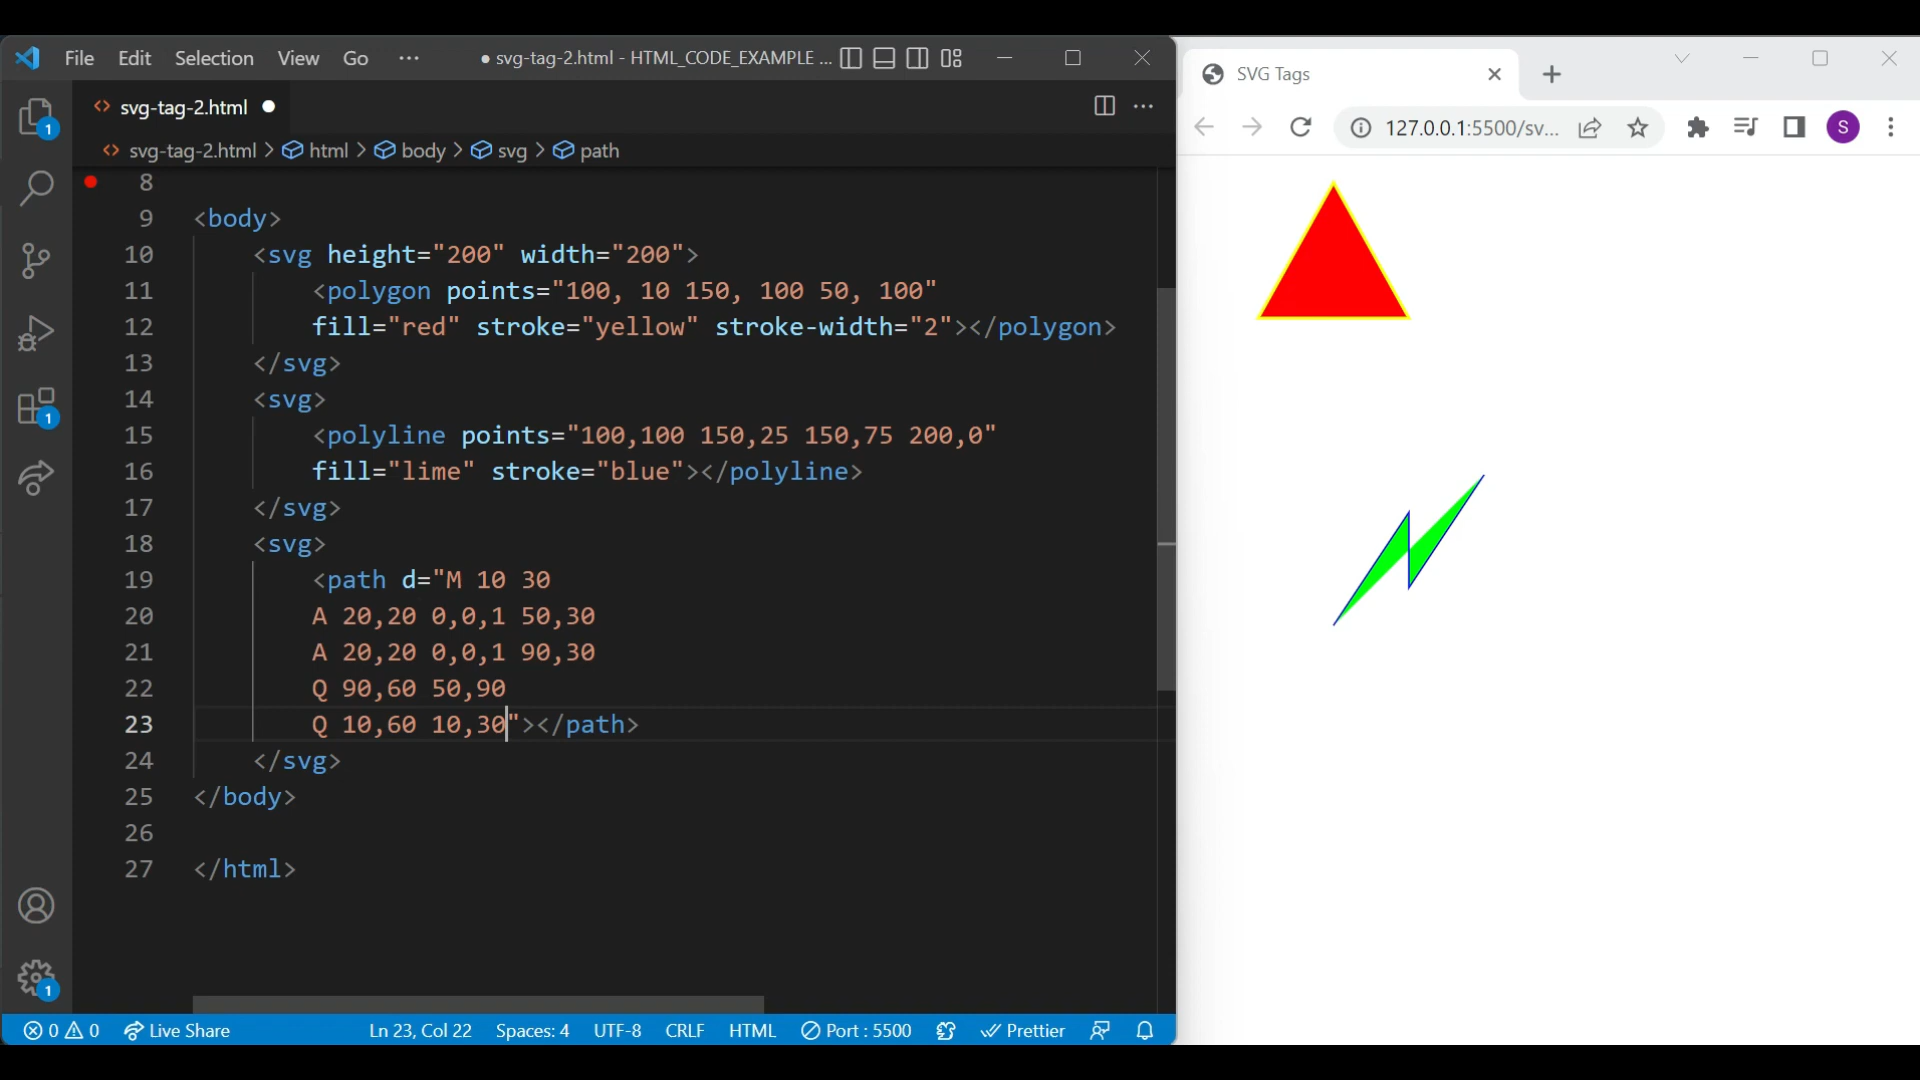 File Edit Selection View Go ··· ● svg-tag-2.html - HTML_CODE_EXAMPLE ...
<> svg-tag-2.html ●
<> svg-tag-2.html > html > body > svg > path
8
9 <body>
10 <svg height="200" width="200">
11 <polygon points="100, 10 150, 100 50, 100"
12 fill="red" stroke="yellow" stroke-width="2"></polygon>
13 </svg>
14 <svg>
15 <polyline points="100,100 150,25 150,75 200,0"
16 fill="lime" stroke="blue"></polyline>
17 </svg>
18 <svg>
19 <path d="M 10 30
20 A 20,20 0,0,1 50,30
21 A 20,20 0,0,1 90,30
22 Q 90,60 50,90
23 Q 10,60 10,30"></path>
24 </svg>
25 </body>
26
27 </html>
1
1
1
0 0 Live Share Ln 23, Col 22 Spaces: 4 UTF-8 CRLF HTML Port : 5500 Prettier
SVG Tags
127.0.0.1:5500/sv... S